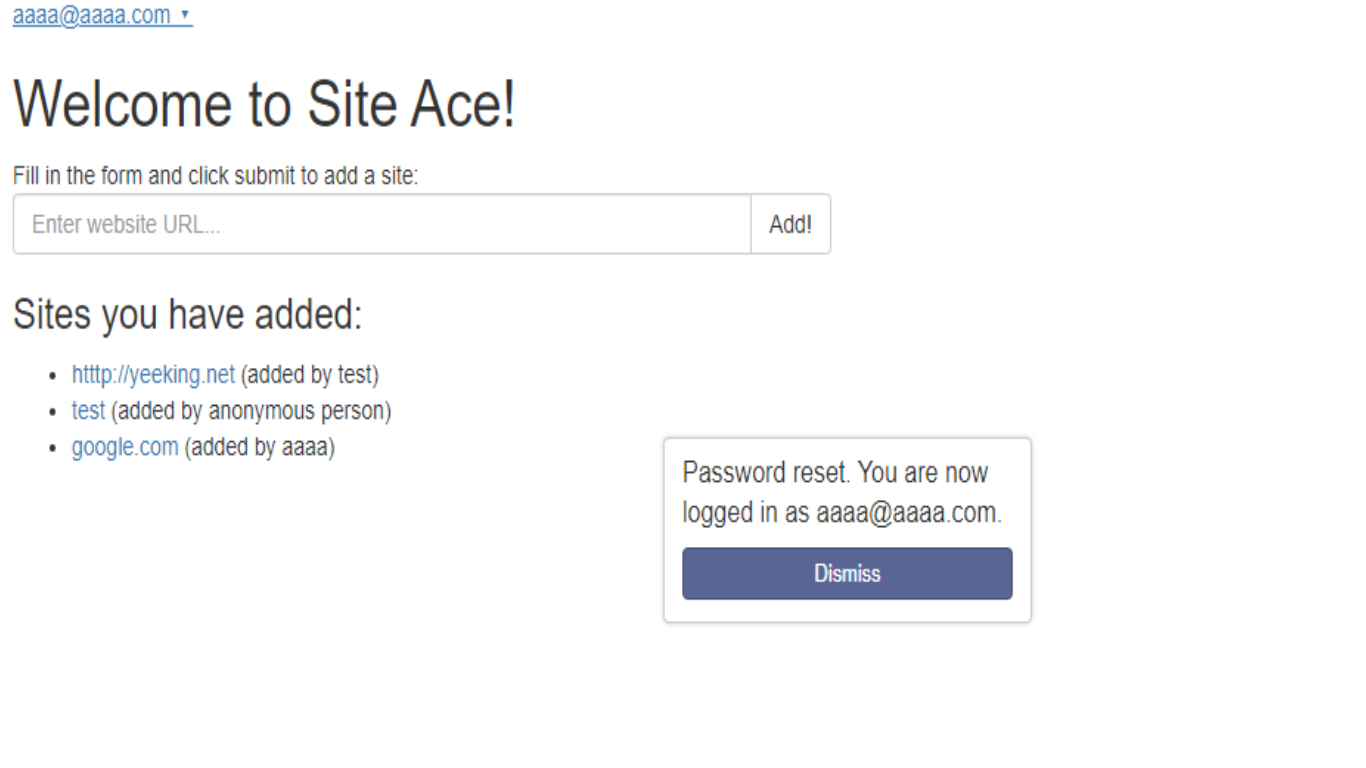 aaaa@aaaa.com ▾
Welcome to Site Ace!
Fill in the form and click submit to add a site:
Enter website URL...
Add!
Sites you have added:
• htttp://yeeking.net (added by test)
• test (added by anonymous person)
• google.com (added by aaaa)
Password reset. You are now
logged in as aaaa@aaaa.com.
Dismiss